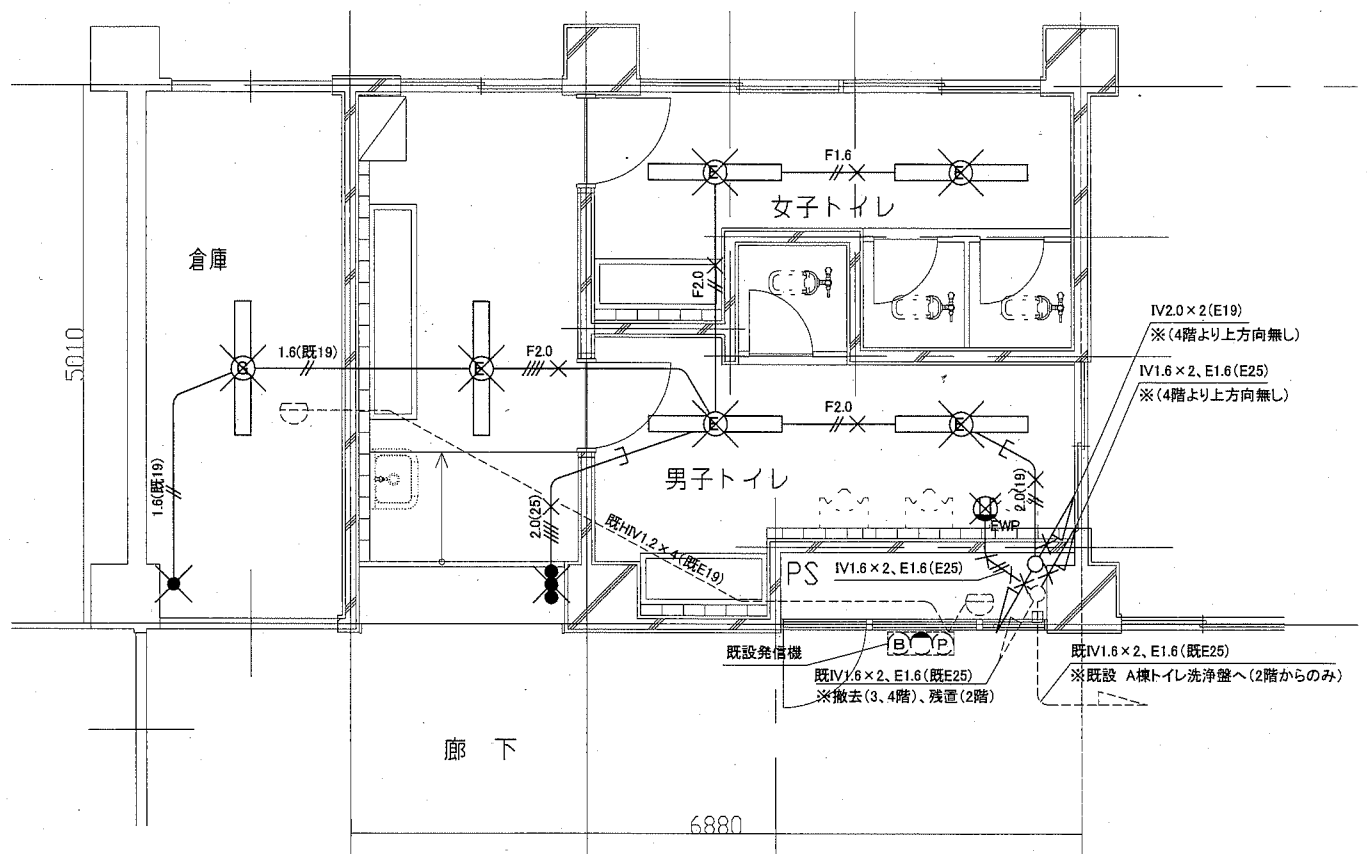 F1.6
E
E
女子トイレ
倉庫
F2.0
5010
IV2.0×2(E19)
※(4階より上方向無し)
1.6(既19)
F2.0
IV1.6×2、E1.6(E25)
※(4階より上方向無し)
E
F2.0
E
E
男子トイレ
1.6(既19)
2.0(25)
2.0(19)
EWP
既HIV1.2×4(既E19)
PS
IV1.6×2、E1.6(E25)
B
P
既設発信機
既IV1.6×2、E1.6(既E25)
※撤去(3、4階)、残置(2階)
既IV1.6×2、E1.6(既E25)
※既設 A棟トイレ洗浄盤へ(2階からのみ)
廊 下
6880